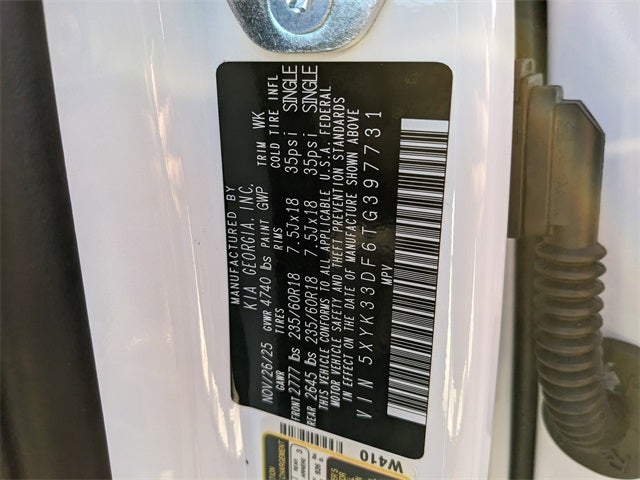 MANUFACTURED BY
KIA GEORGIA, INC.
NOV/26/25 GVWR 4740 lbs PAINT GWP TRIM WK
GAWR TIRES RIMS COLD TIRE INFL
FRONT 2777 lbs 235/60R18 7.5Jx18 35psi SINGLE
REAR 2645 lbs 235/60R18 7.5Jx18 35psi SINGLE
THIS VEHICLE CONFORMS TO ALL APPLICABLE U.S.A. FEDERAL
MOTOR VEHICLE SAFETY AND THEFT PREVENTION STANDARDS
IN EFFECT ON THE DATE OF MANUFACTURE SHOWN ABOVE
VIN 5XYK33DF6TG397731
MPV
W410
REAR 3